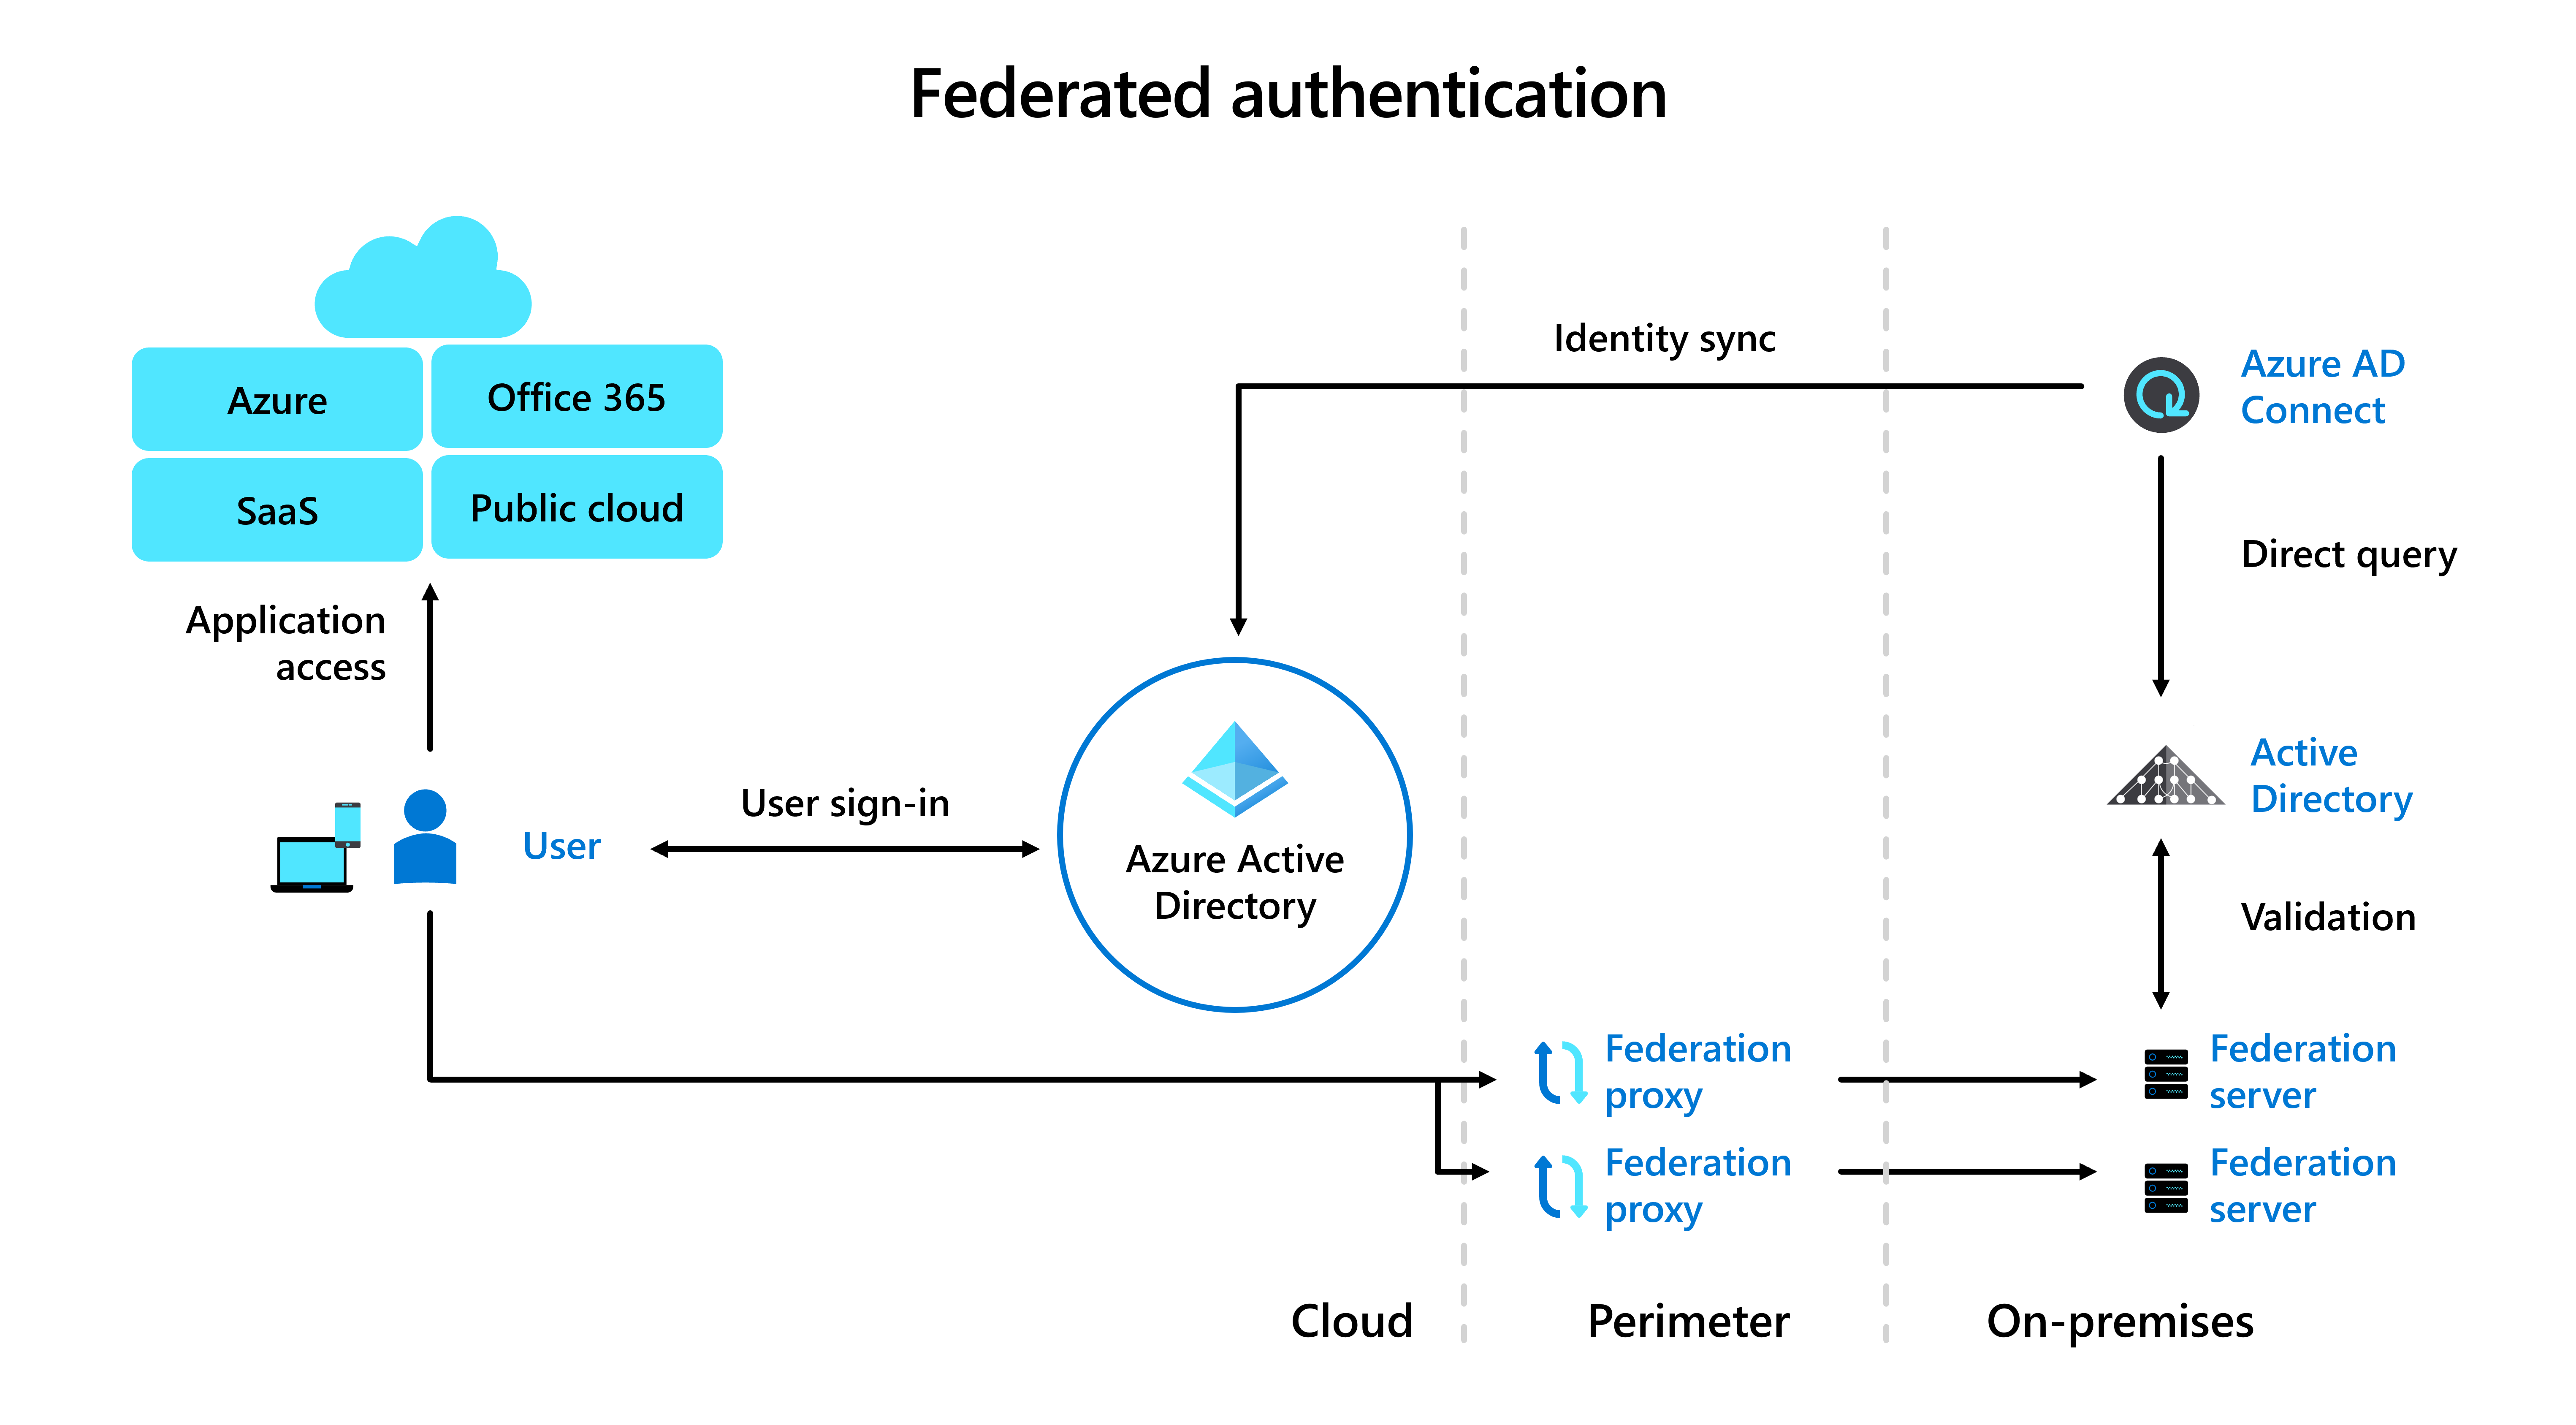 Federated authentication
Azure
Office 365
SaaS
Public cloud
Application
access
User
User sign-in
Azure Active
Directory
Identity sync
Azure AD
Connect
Direct query
Active
Directory
Validation
Federation
proxy
Federation
server
Federation
proxy
Federation
server
Cloud
Perimeter
On-premises